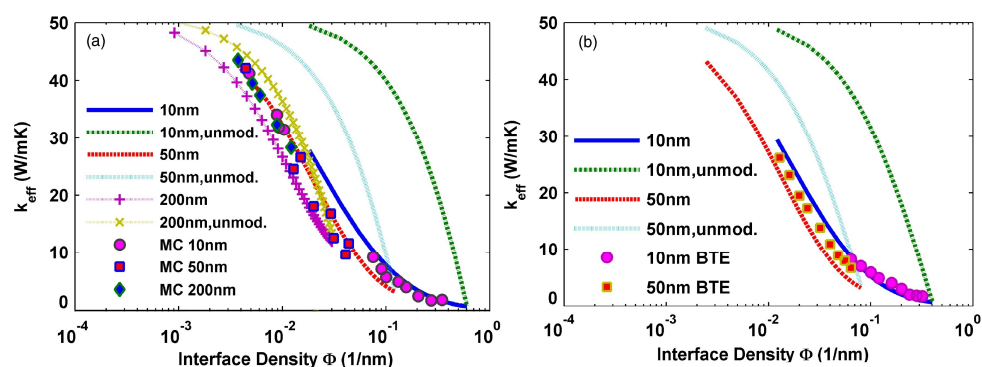 (a)
k_eff (W/mK)
50
40
30
20
10
0
10nm
10nm,unmod.
50nm
50nm,unmod.
200nm
200nm,unmod.
MC 10nm
MC 50nm
MC 200nm
10^-4 10^-3 10^-2 10^-1 10^0
Interface Density Φ (1/nm)
(b)
k_eff (W/mK)
50
40
30
20
10
0
10nm
10nm,unmod.
50nm
50nm,unmod.
10nm BTE
50nm BTE
10^-4 10^-3 10^-2 10^-1 10^0
Interface Density Φ (1/nm)